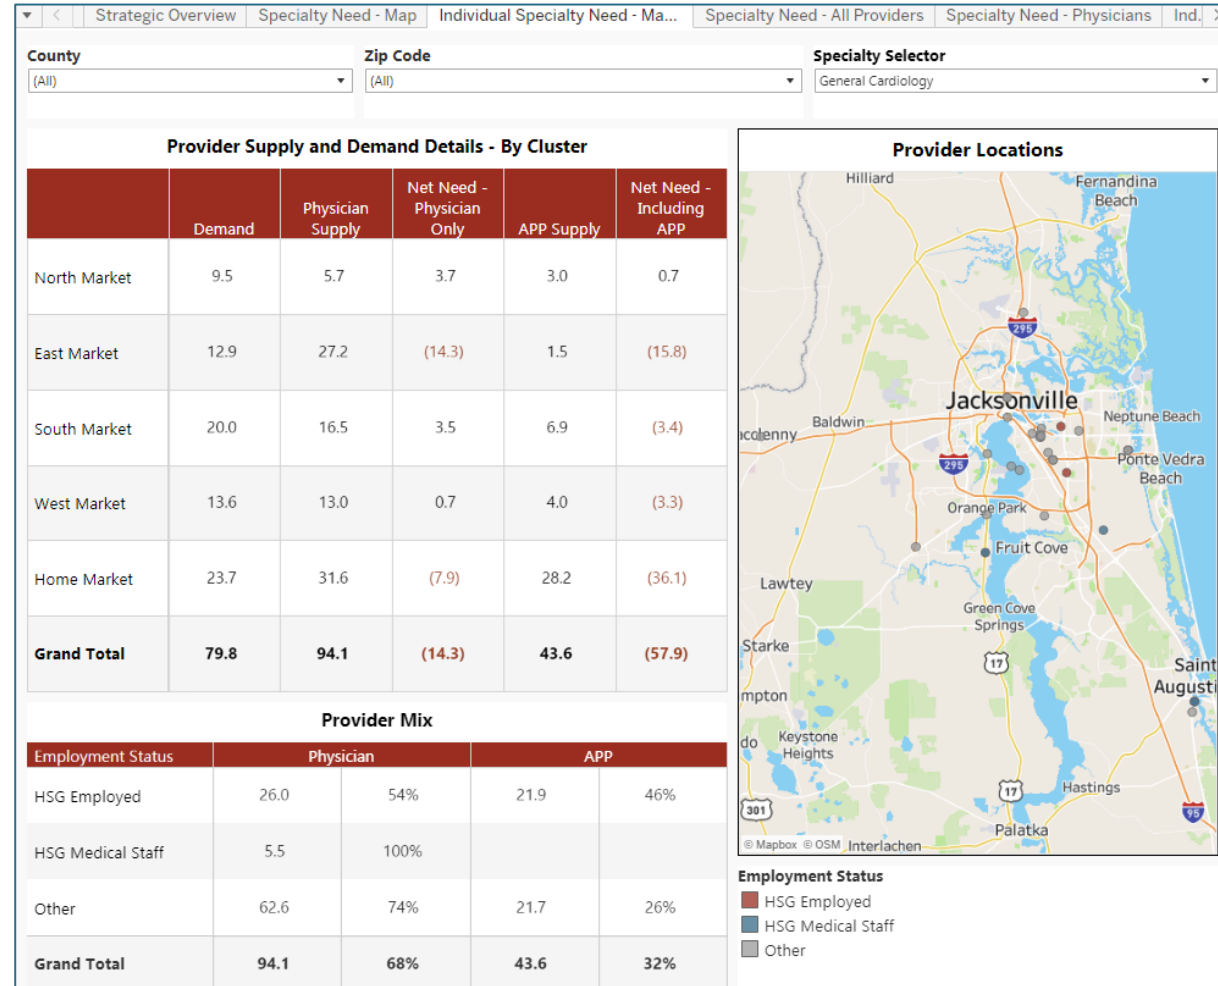 Strategic Overview
Specialty Need - Map
Individual Specialty Need - Ma...
Specialty Need - All Providers
Specialty Need - Physicians
Ind.
County
Zip Code
Specialty Selector
(All)
(All)
General Cardiology
Provider Supply and Demand Details - By Cluster
Demand
Physician
Supply
Net Need -
Physician
Only
APP Supply
Net Need -
Including
APP
North Market 9.5 5.7 3.7 3.0 0.7
East Market 12.9 27.2 (14.3) 1.5 (15.8)
South Market 20.0 16.5 3.5 6.9 (3.4)
West Market 13.6 13.0 0.7 4.0 (3.3)
Home Market 23.7 31.6 (7.9) 28.2 (36.1)
Grand Total 79.8 94.1 (14.3) 43.6 (57.9)
Provider Mix
Employment Status Physician APP
HSG Employed 26.0 54% 21.9 46%
HSG Medical Staff 5.5 100%
Other 62.6 74% 21.7 26%
Grand Total 94.1 68% 43.6 32%
Provider Locations
Hilliard
Fernandina
Beach
295
Jacksonville
Baldwin
Neptune Beach
295
Ponte Vedra
Beach
Orange Park
Fruit Cove
Lawtey
Green Cove
Springs
Starke
17
Saint
Augusti
mpton
do
Keystone
Heights
17
Hastings
301
95
Palatka
© Mapbox © OSM
Interlachen
Employment Status
HSG Employed
HSG Medical Staff
Other